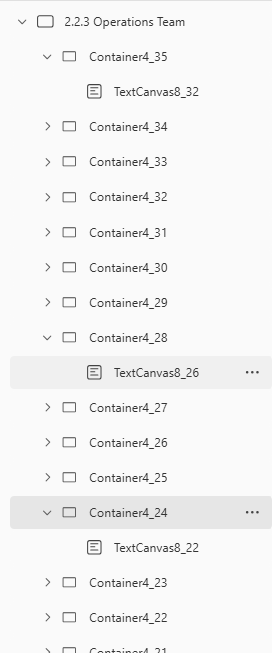 2.2.3 Operations Team
Container4_35
TextCanvas8_32
Container4_34
Container4_33
Container4_32
Container4_31
Container4_30
Container4_29
Container4_28
TextCanvas8_26
Container4_27
Container4_26
Container4_25
Container4_24
TextCanvas8_22
Container4_23
Container4_22
Container4_21